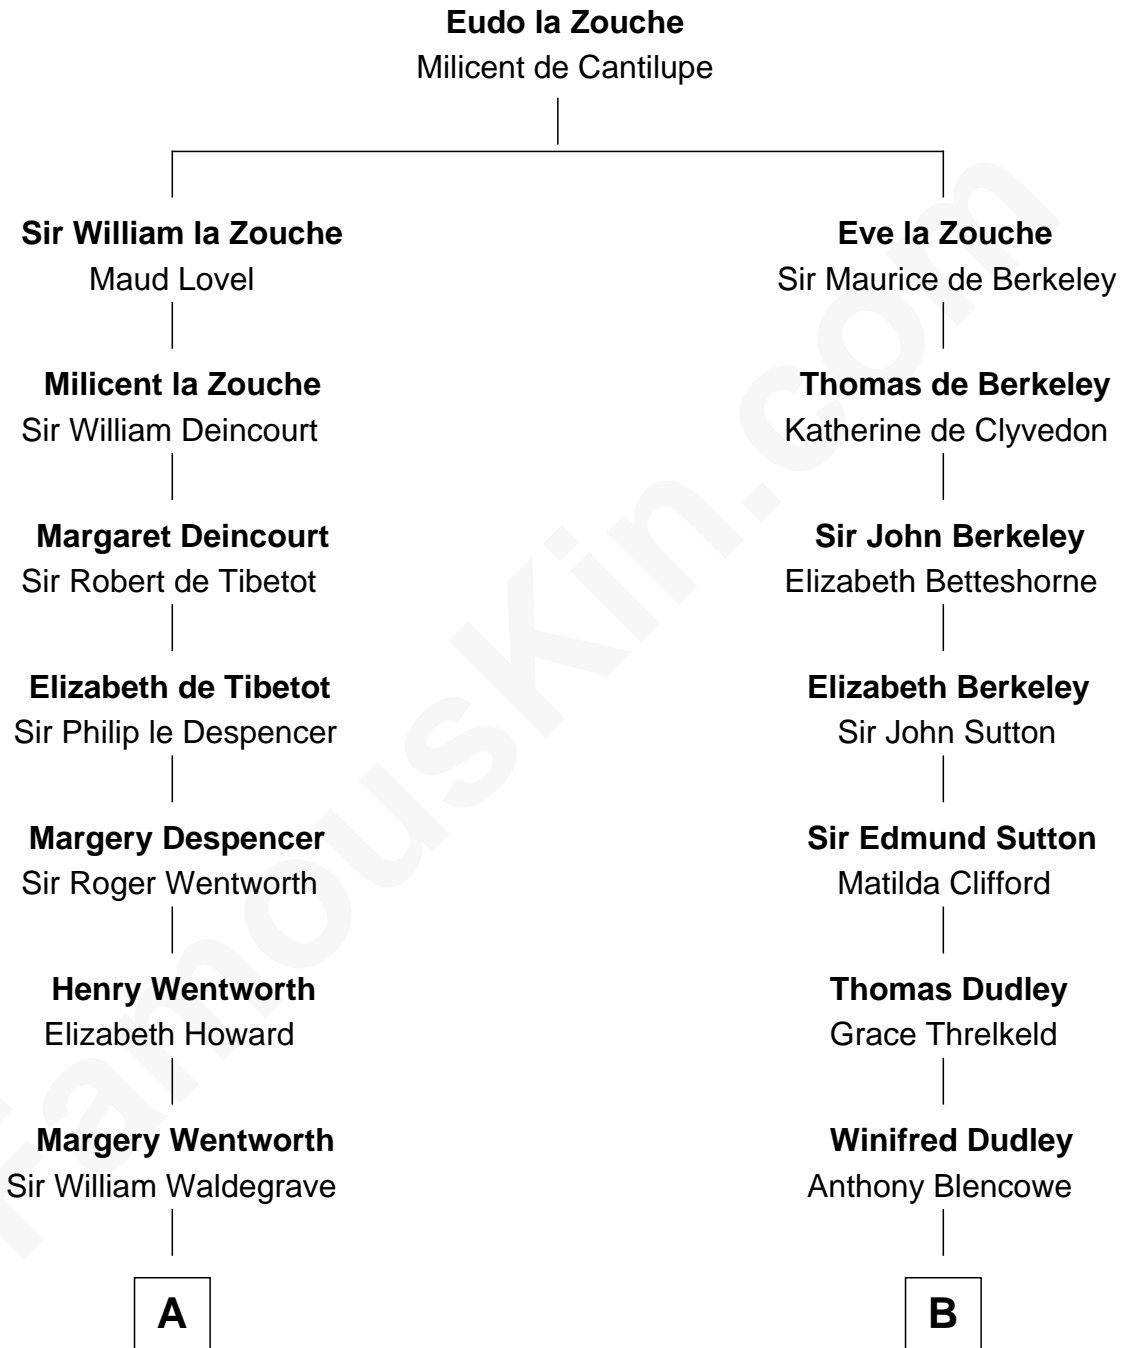 Eudo la Zouche
Milicent de Cantilupe
Sir William la Zouche
Maud Lovel
Eve la Zouche
Sir Maurice de Berkeley
Milicent la Zouche
Sir William Deincourt
Thomas de Berkeley
Katherine de Clyvedon
Margaret Deincourt
Sir Robert de Tibetot
Sir John Berkeley
Elizabeth Betteshorne
Elizabeth de Tibetot
Sir Philip le Despencer
Elizabeth Berkeley
Sir John Sutton
Margery Despencer
Sir Roger Wentworth
Sir Edmund Sutton
Matilda Clifford
Henry Wentworth
Elizabeth Howard
Thomas Dudley
Grace Threlkeld
Margery Wentworth
Sir William Waldegrave
Winifred Dudley
Anthony Blencowe
A
B
FamousKin.com